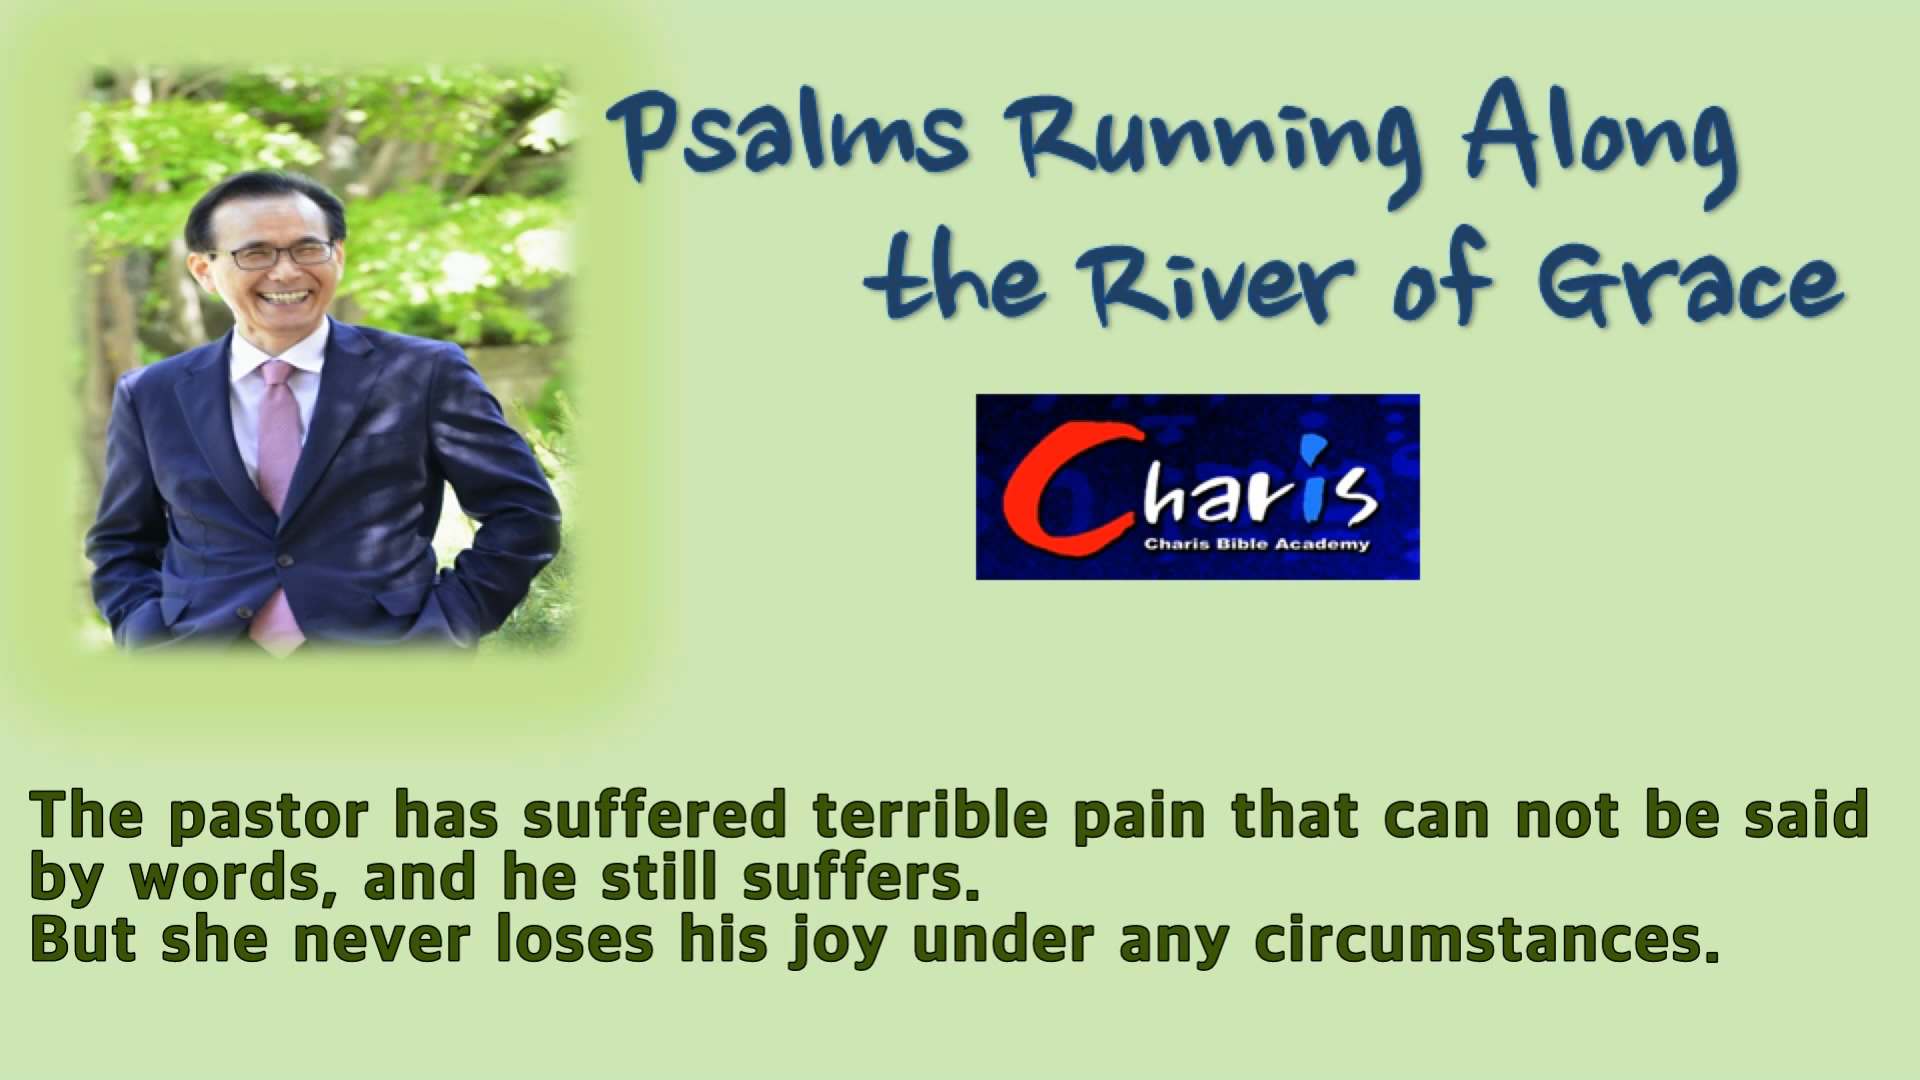 Psalms Running Along
the River of Grace
Charis
Charis Bible Academy
The pastor has suffered terrible pain that can not be said
by words, and he still suffers.
But she never loses his joy under any circumstances.